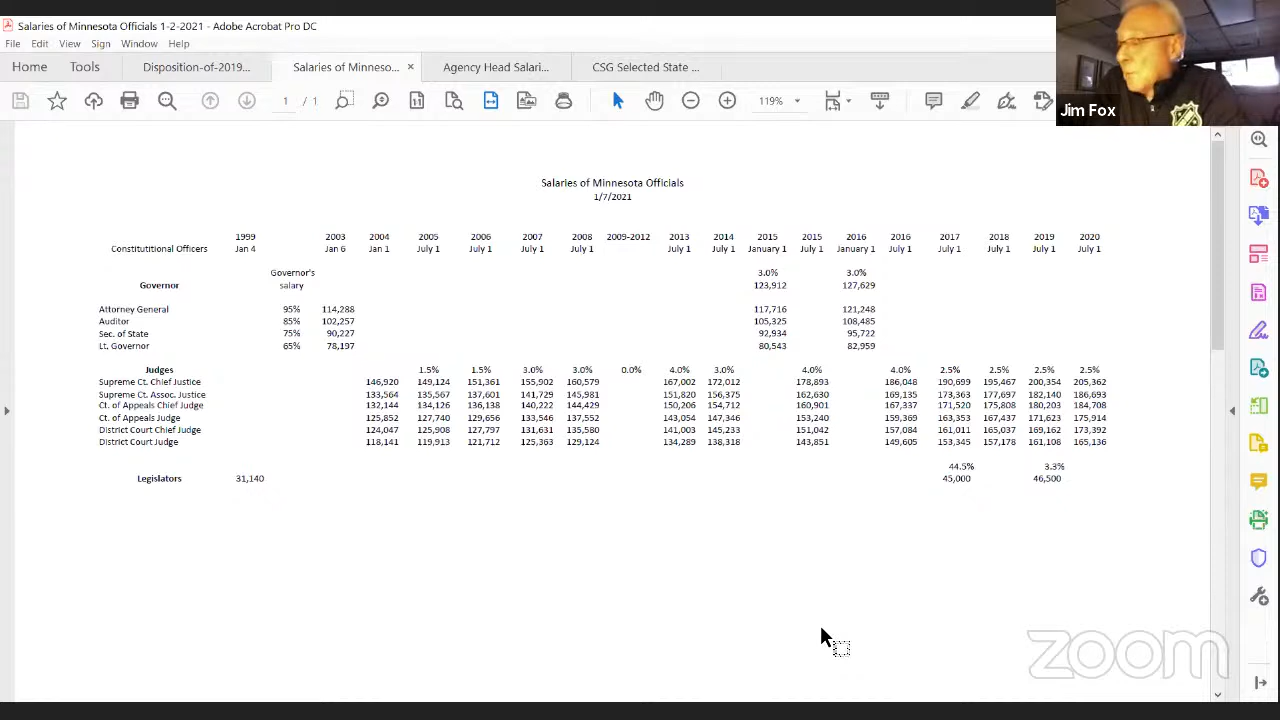 Salaries of Minnesota Officials 1-2-2021 - Adobe Acrobat Pro DC
File Edit View Sign Window Help
Home Tools Disposition-of-2019... Salaries of Minneso... × Agency Head Salari... CSG Selected State ...
1 / 1 119%
Jim Fox
Salaries of Minnesota Officials
1/7/2021
1999 2003 2004 2005 2006 2007 2008 2009-2012 2013 2014 2015 2015 2016 2016 2017 2018 2019 2020
Constitutitional Officers Jan 4 Jan 6 Jan 1 July 1 July 1 July 1 July 1 July 1 July 1 January 1 July 1 January 1 July 1 July 1 July 1 July 1 July 1
Governor's 3.0% 3.0%
Governor salary 123,912 127,629
Attorney General 95% 114,288 117,716 121,248
Auditor 85% 102,257 105,325 108,485
Sec. of State 75% 90,227 92,934 95,722
Lt. Governor 65% 78,197 80,543 82,959
Judges 1.5% 1.5% 3.0% 3.0% 0.0% 4.0% 3.0% 4.0% 4.0% 2.5% 2.5% 2.5% 2.5%
Supreme Ct. Chief Justice 146,920 149,124 151,361 155,902 160,579 167,002 172,012 178,893 186,048 190,699 195,467 200,354 205,362
Supreme Ct. Assoc. Justice 133,564 135,567 137,601 141,729 145,981 151,820 156,375 162,630 169,135 173,363 177,697 182,140 186,693
Ct. of Appeals Chief Judge 132,144 134,126 136,138 140,222 144,429 150,206 154,712 160,901 167,337 171,520 175,808 180,203 184,708
Ct. of Appeals Judge 125,852 127,740 129,656 133,546 137,552 143,054 147,346 153,240 159,369 163,353 167,437 171,623 175,914
District Court Chief Judge 124,047 125,908 127,797 131,631 135,580 141,003 145,233 151,042 157,084 161,011 165,037 169,162 173,392
District Court Judge 118,141 119,913 121,712 125,363 129,124 134,289 138,318 143,851 149,605 153,345 157,178 161,108 165,136
44.5% 3.3%
Legislators 31,140 45,000 46,500
zoom